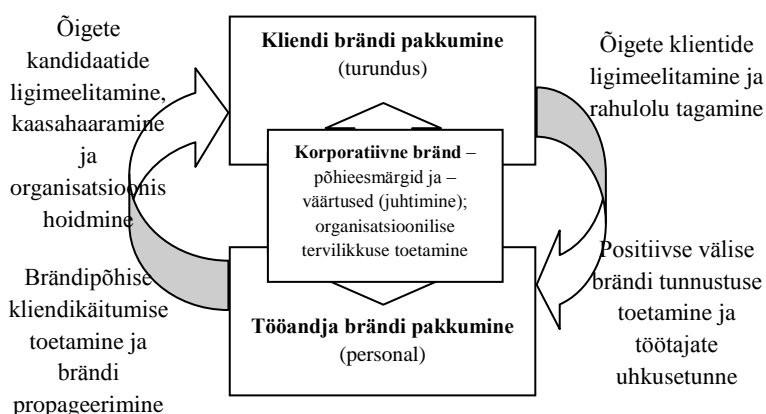 Õigete
kandidaatide
ligimeelitamine,
kaasahaaramine
ja
organisatsioonis
hoidmine
Kliendi brändi pakkumine
(turundus)
Õigete klientide
ligimeelitamine ja
rahulolu tagamine
Korporatiivne bränd –
põhieesmärgid ja –
väärtused (juhtimine);
organisatsioonilise
tervilikkuse toetamine
Brändipõhise
kliendikäitumise
toetamine ja
brändi
propageerimine
Tööandja brändi pakkumine
(personal)
Positiivse välise
brändi tunnustuse
toetamine ja
töötajate
uhkusetunne